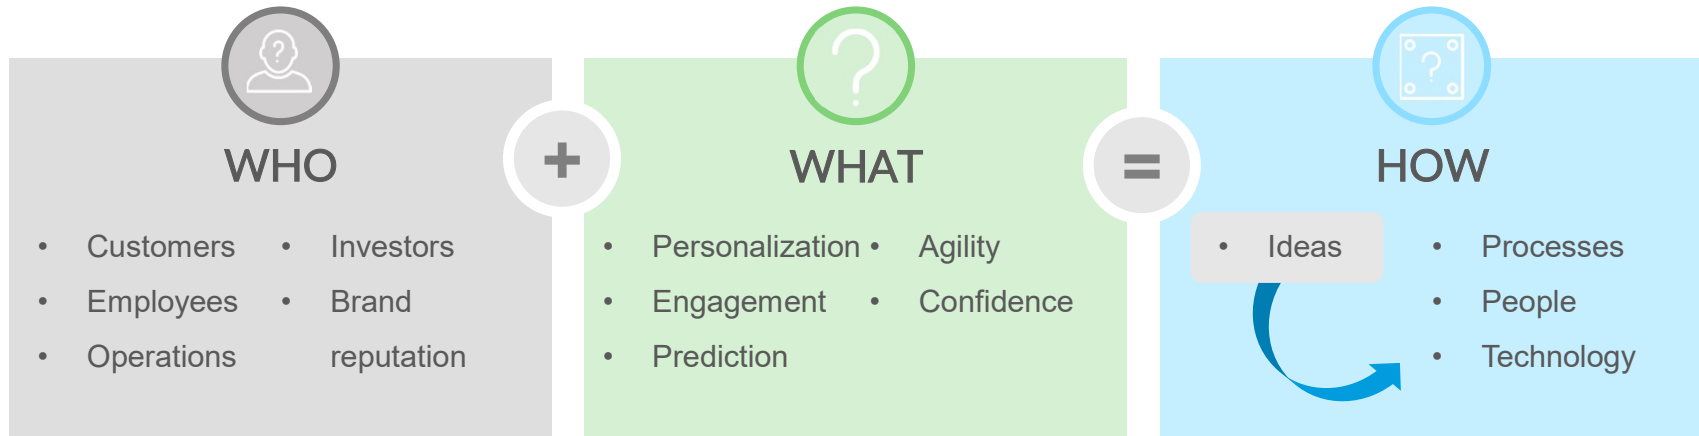 WHO
• Customers
• Employees
• Operations
• Investors
• Brand
reputation
+
WHAT
• Personalization
• Engagement
• Prediction
• Agility
• Confidence
=
HOW
• Ideas
• Processes
• People
• Technology